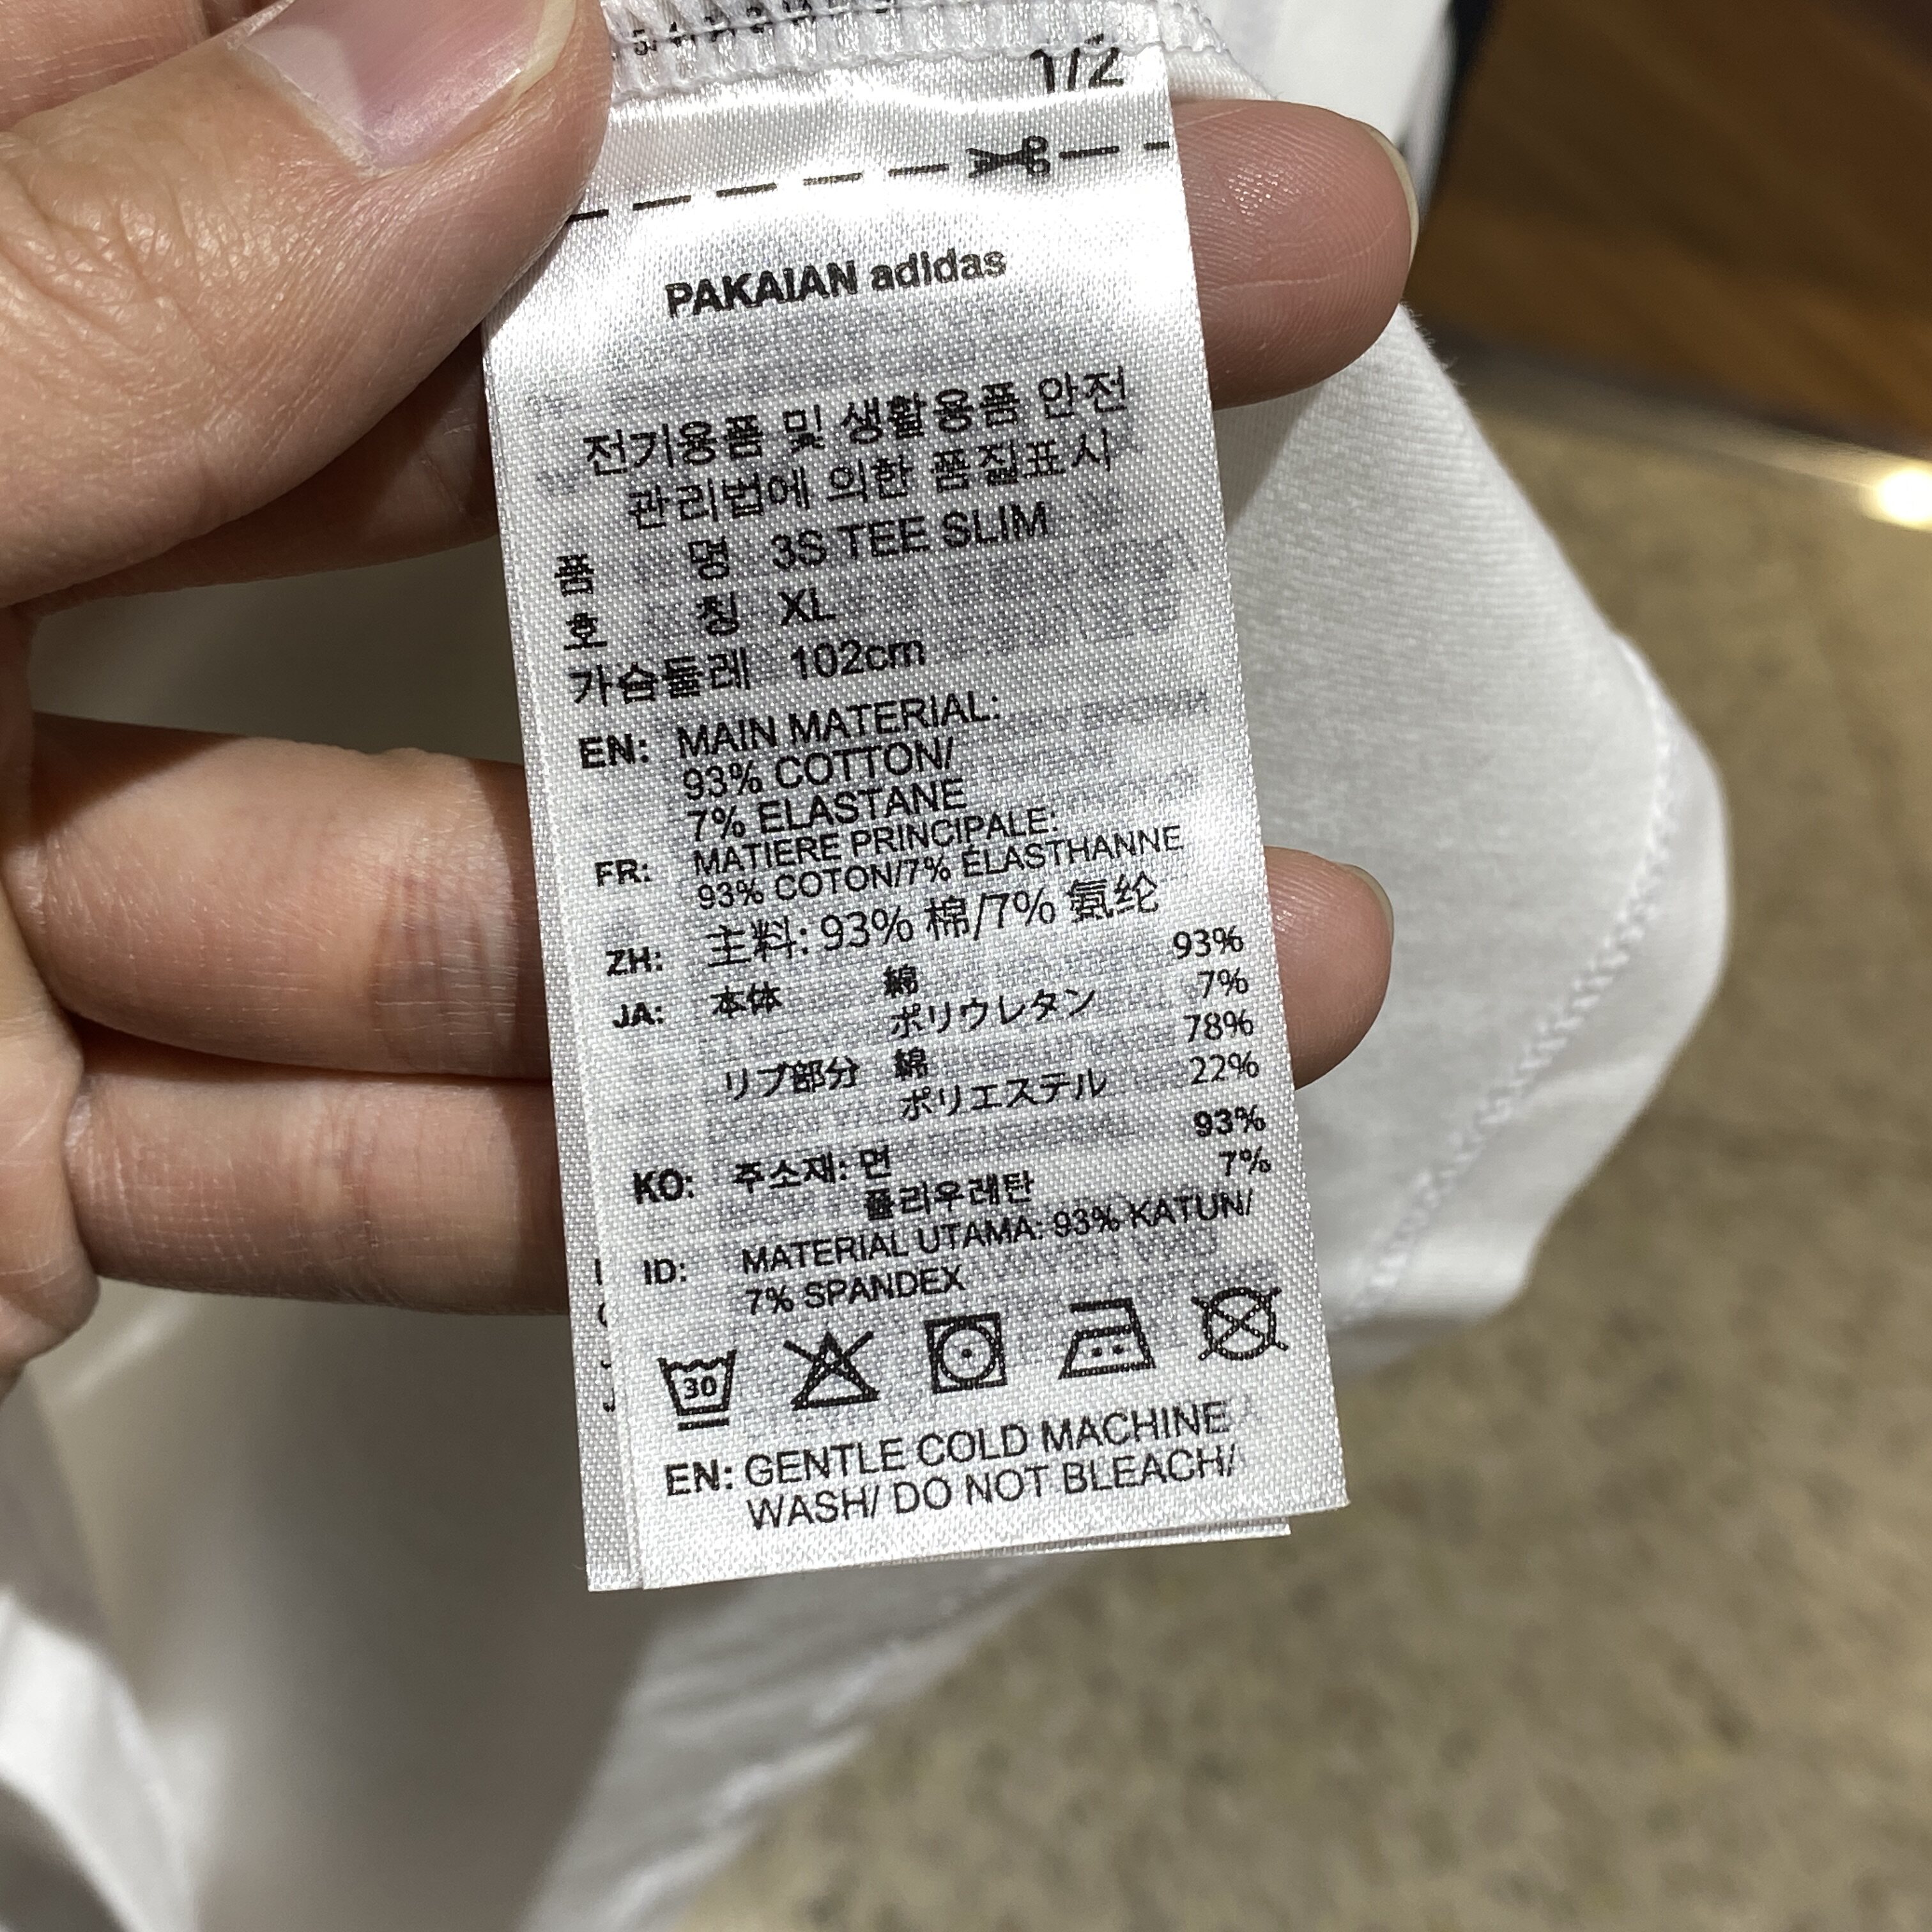 1/2
PAKAIAN adidas
전기용품 및 생활용품 안전
관리법에 의한 품질표시
품 명 3S TEE SLIM
호 칭 XL
가슴둘레 102cm
EN: MAIN MATERIAL:
93% COTTON/
7% ELASTANE
FR: MATIERE PRINCIPALE:
93% COTON/7% ÉLASTHANNE
ZH: 主料: 93% 棉/7% 氨纶
JA: 本体 綿 93%
ポリウレタン 7%
リブ部分 綿 78%
ポリエステル 22%
KO: 주소재: 면 93%
폴리우레탄 7%
ID: MATERIAL UTAMA: 93% KATUN/
7% SPANDEX
30
EN: GENTLE COLD MACHINE
WASH/ DO NOT BLEACH/